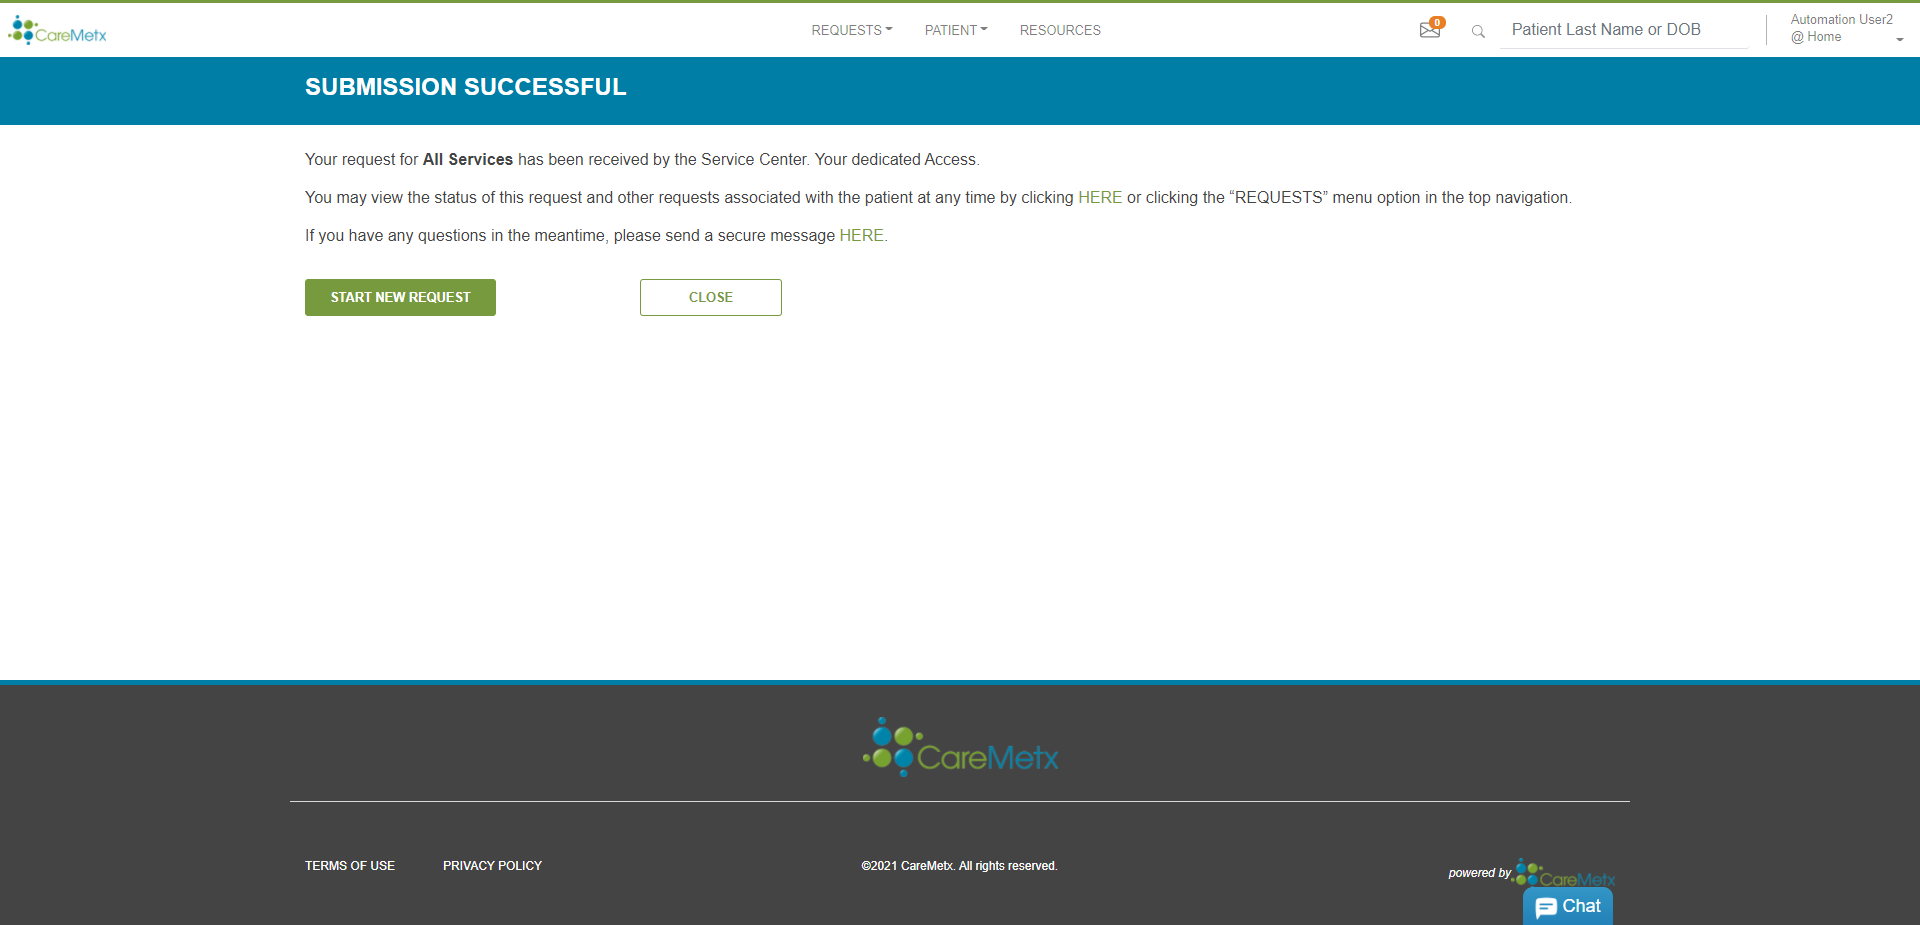 CareMetx
REQUESTS
PATIENT
RESOURCES
0
Patient Last Name or DOB
Automation User2
@ Home
SUBMISSION SUCCESSFUL
Your request for All Services has been received by the Service Center. Your dedicated Access.
You may view the status of this request and other requests associated with the patient at any time by clicking HERE or clicking the “REQUESTS” menu option in the top navigation.
If you have any questions in the meantime, please send a secure message HERE.
START NEW REQUEST
CLOSE
CareMetx
TERMS OF USE
PRIVACY POLICY
©2021 CareMetx. All rights reserved.
powered by CareMetx
Chat